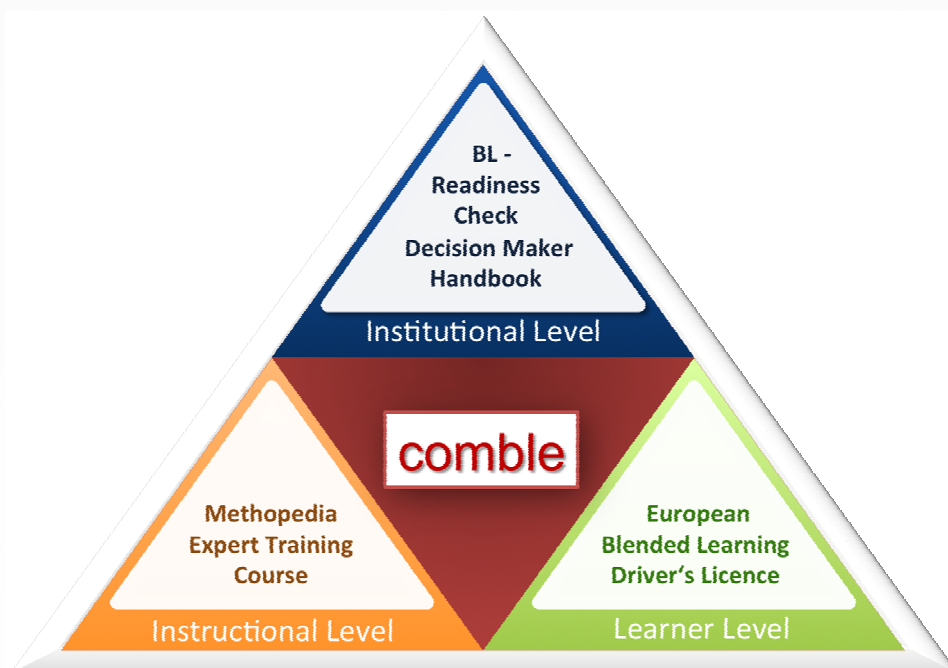 BL -
Readiness
Check
Decision Maker
Handbook
Institutional Level
comble
Methopedia
Expert Training
Course
Instructional Level
European
Blended Learning
Driver‘s Licence
Learner Level